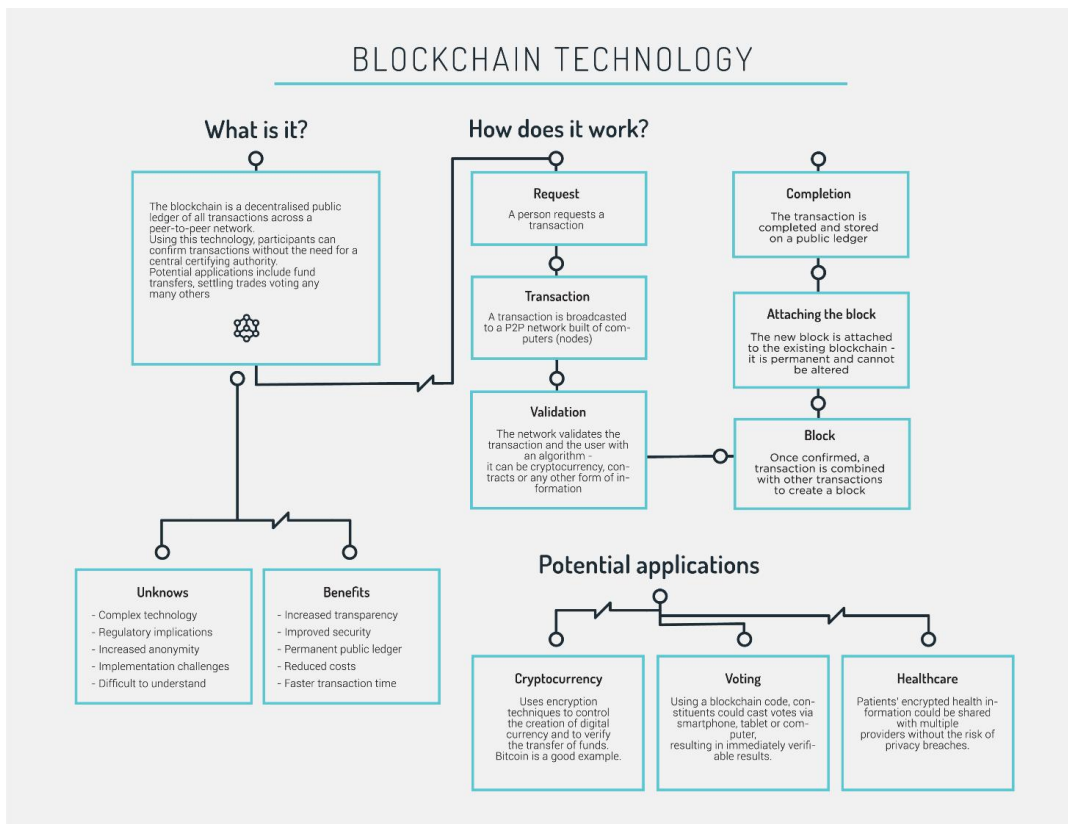 BLOCKCHAIN TECHNOLOGY
What is it?
The blockchain is a decentralised public
ledger of all transactions across a
peer-to-peer network.
Using this technology, participants can
confirm transactions without the need for a
central certifying authority.
Potential applications include fund
transfers, settling trades voting any
many others
Unknows
- Complex technology
- Regulatory implications
- Increased anonymity
- Implementation challenges
- Difficult to understand
Benefits
- Increased transparency
- Improved security
- Permanent public ledger
- Reduced costs
- Faster transaction time
How does it work?
Request
A person requests a
transaction
Transaction
A transaction is broadcasted
to a P2P network built of com-
puters (nodes)
Validation
The network validates the
transaction and the user with
an algorithm -
it can be cryptocurrency, con-
tracts or any other form of in-
formation
Block
Once confirmed, a
transaction is combined
with other transactions
to create a block
Attaching the block
The new block is attached
to the existing blockchain -
it is permanent and cannot
be altered
Completion
The transaction is
completed and stored
on a public ledger
Potential applications
Cryptocurrency
Uses encryption
techniques to control
the creation of digital
currency and to verify
the transfer of funds.
Bitcoin is a good example.
Voting
Using a blockchain code, con-
stituents could cast votes via
smartphone, tablet or com-
puter,
resulting in immediately verifi-
able results.
Healthcare
Patients' encrypted health in-
formation could be shared
with multiple
providers without the risk of
privacy breaches.